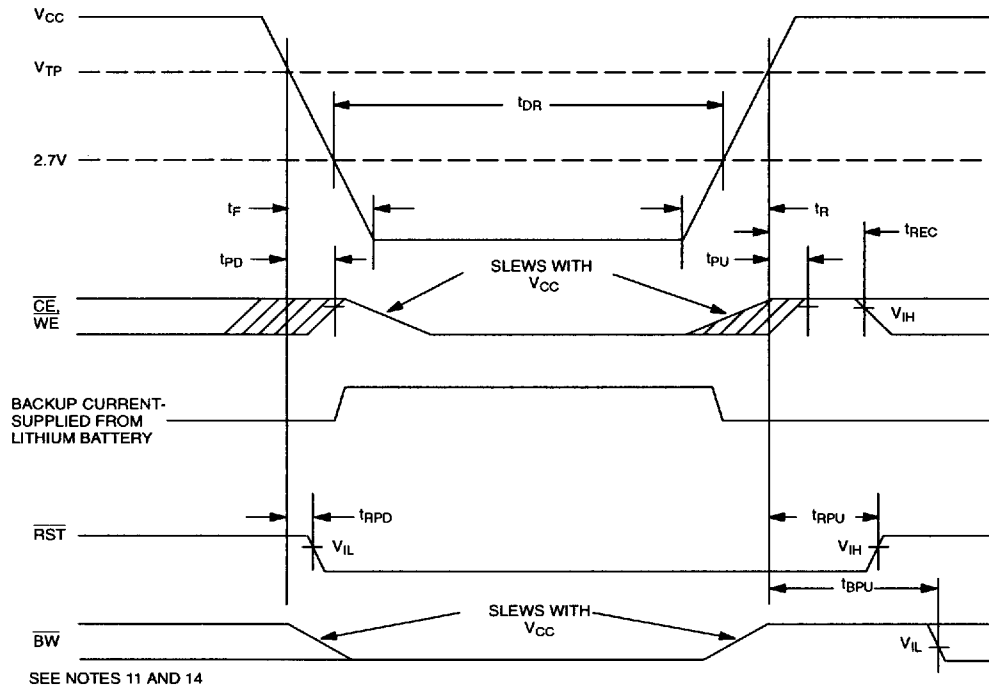 VCC
VTP
tDR
2.7V
tF
tR
tREC
tPD
tPU
SLEWS WITH
VCC
CE,
WE
VIH
BACKUP CURRENT-
SUPPLIED FROM
LITHIUM BATTERY
tRPD
tRPU
RST
VIL
VIH
tBPU
SLEWS WITH
VCC
BW
VIL
SEE NOTES 11 AND 14